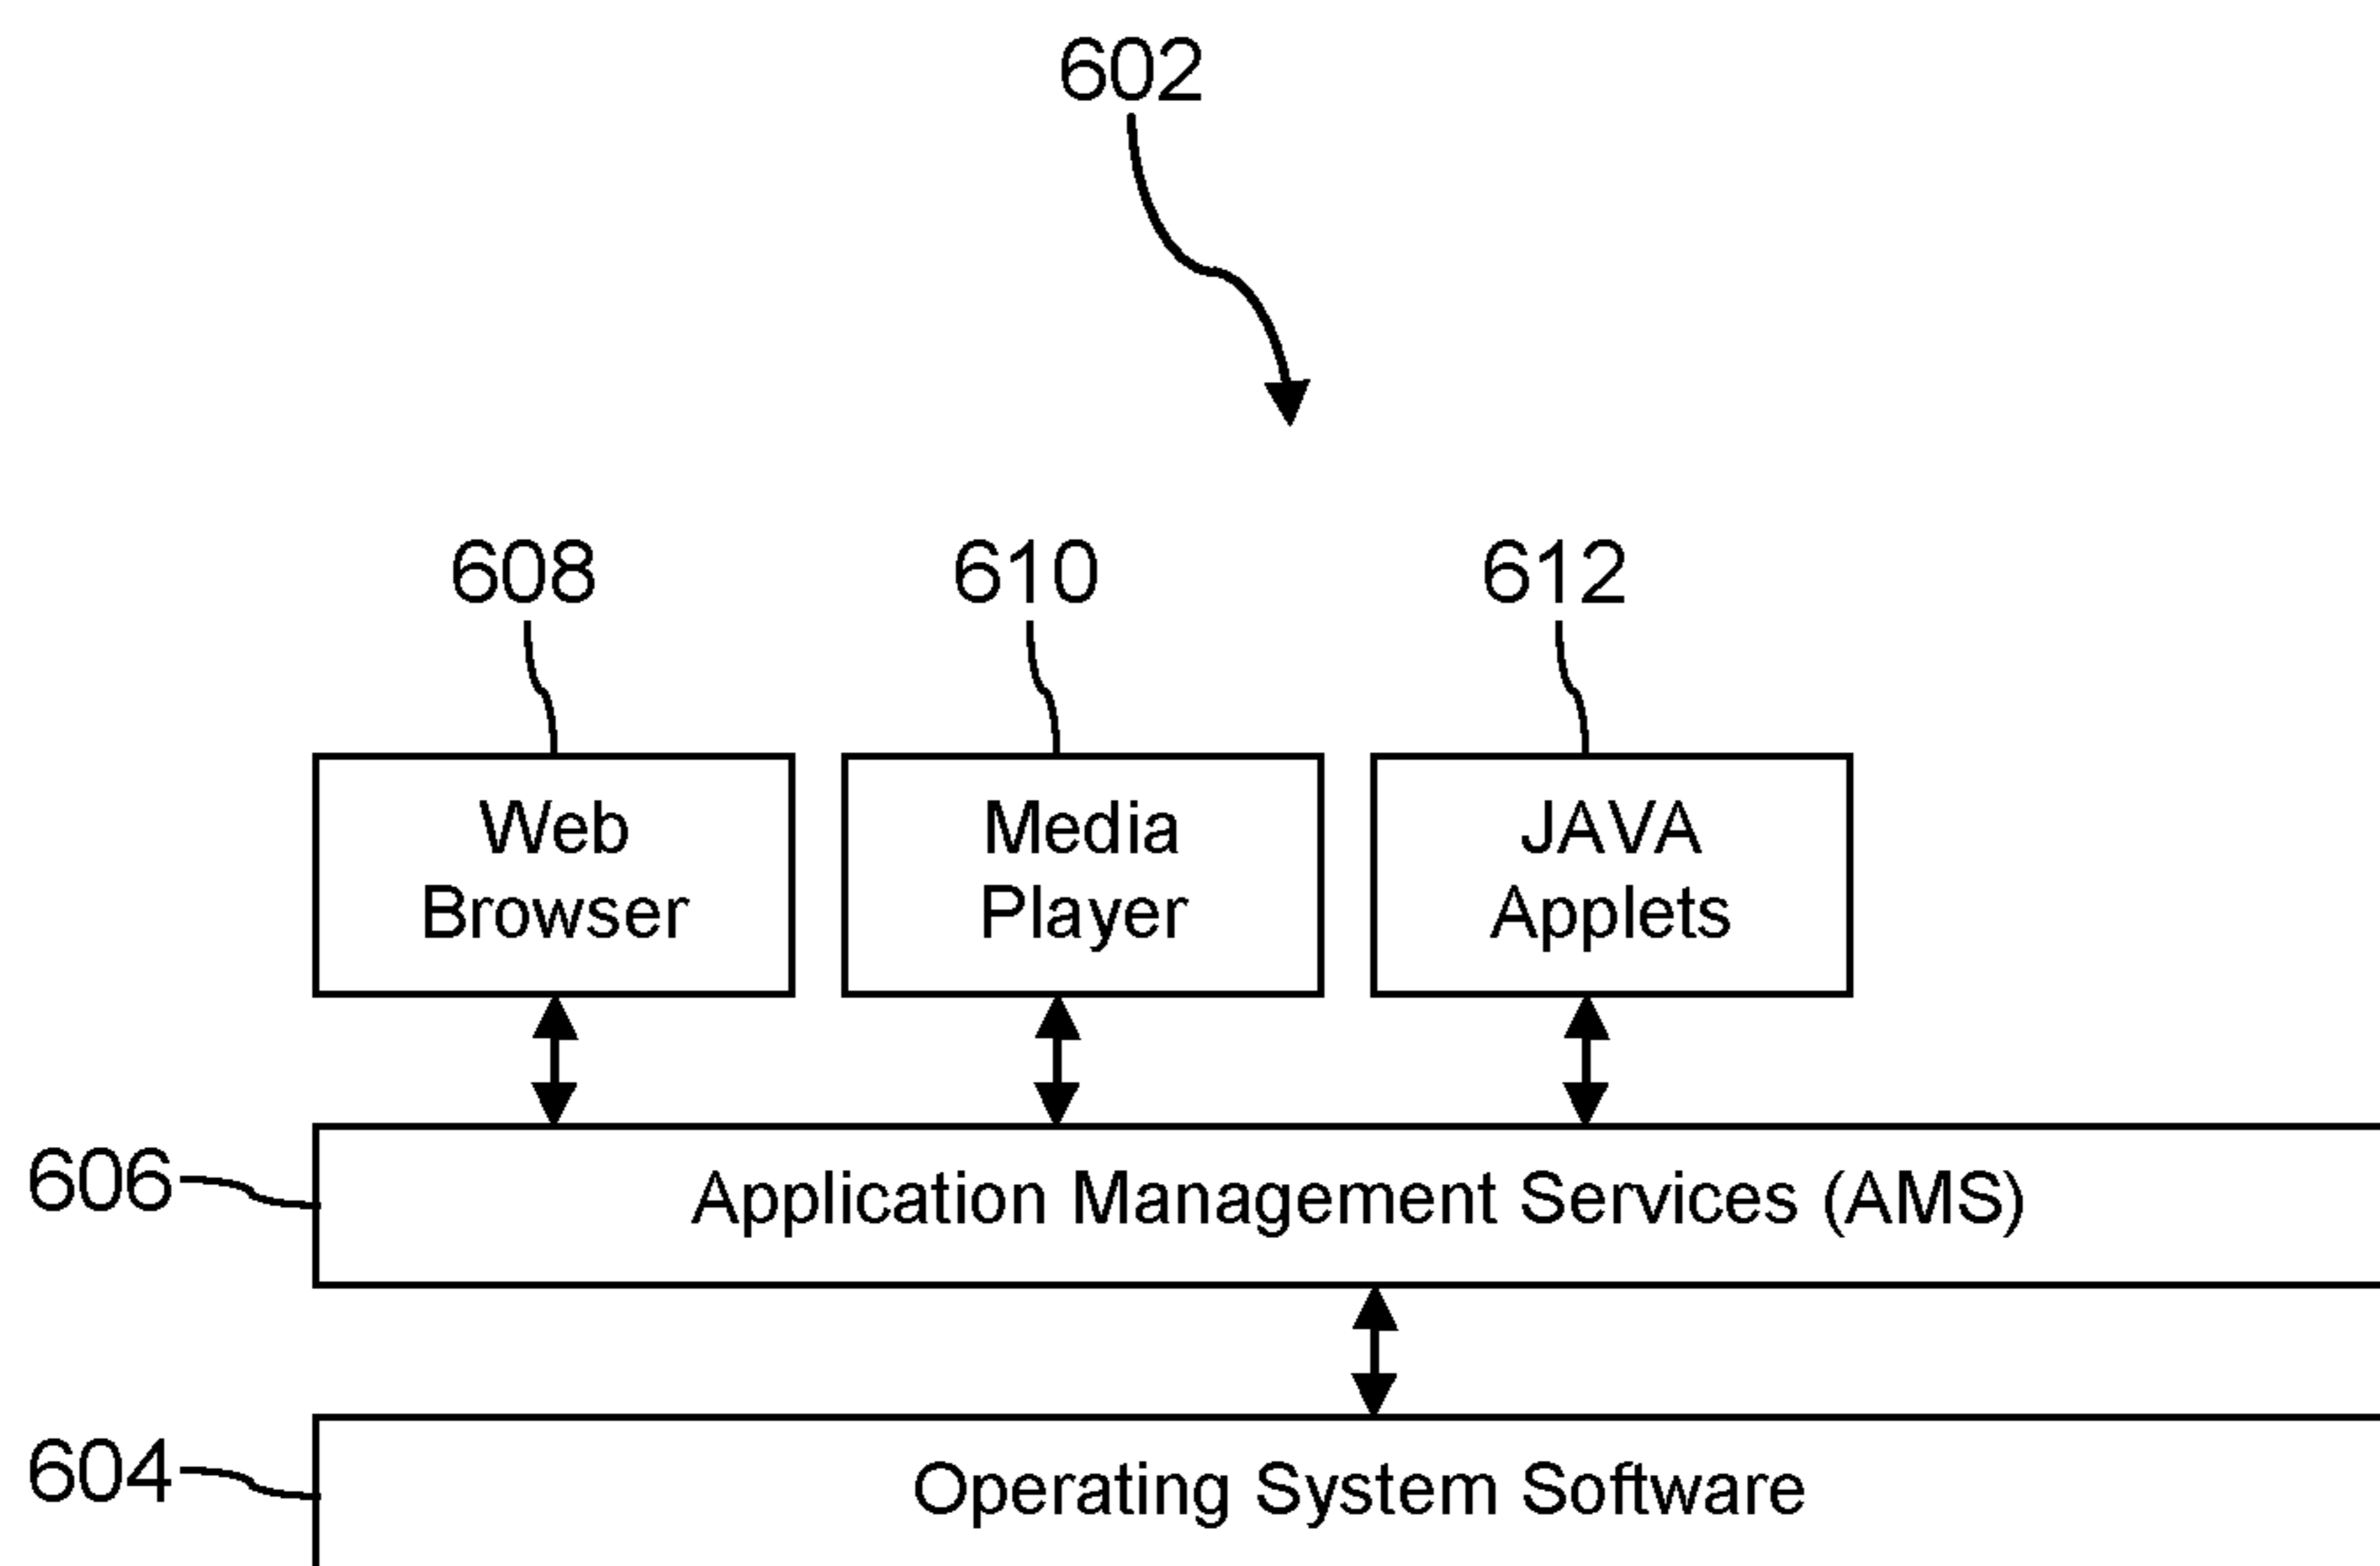 602
608
610
612
Web
Browser
Media
Player
JAVA
Applets
606
Application Management Services (AMS)
604
Operating System Software